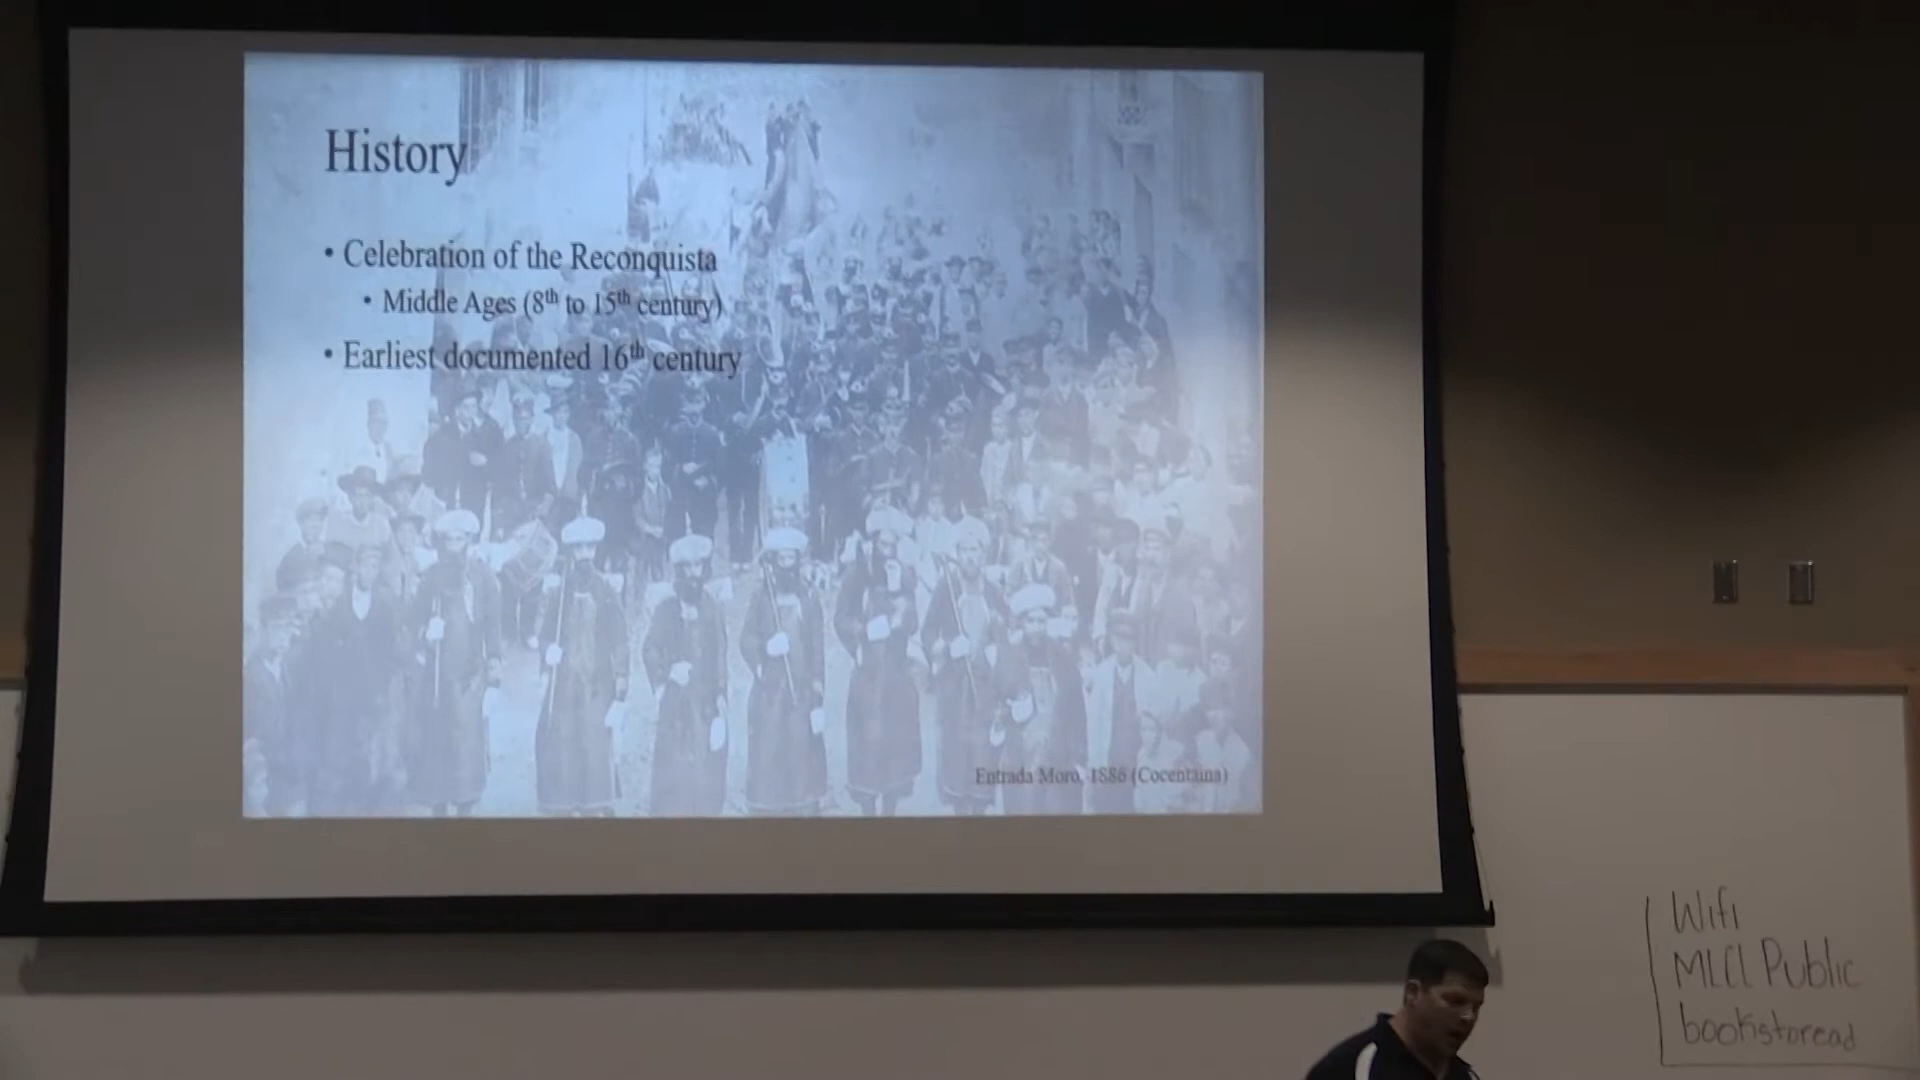 History
• Celebration of the Reconquista
• Middle Ages (8th to 15th century)
• Earliest documented 16th century
Entrada Moro, 1886 (Cocentaina)
Wifi
MLCL Public
bookstoread